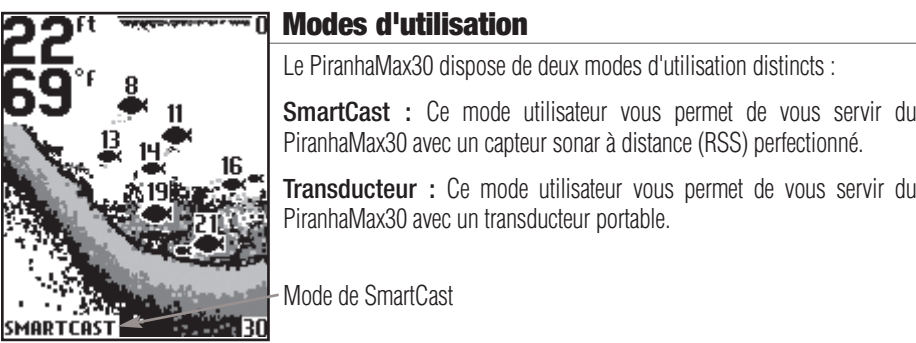 22 ft
0
69 °f
8
11
13
14
16
19
21
SMARTCAST
30
Modes d'utilisation
Le PiranhaMax30 dispose de deux modes d'utilisation distincts :
SmartCast : Ce mode utilisateur vous permet de vous servir du
PiranhaMax30 avec un capteur sonar à distance (RSS) perfectionné.
Transducteur : Ce mode utilisateur vous permet de vous servir du
PiranhaMax30 avec un transducteur portable.
Mode de SmartCast